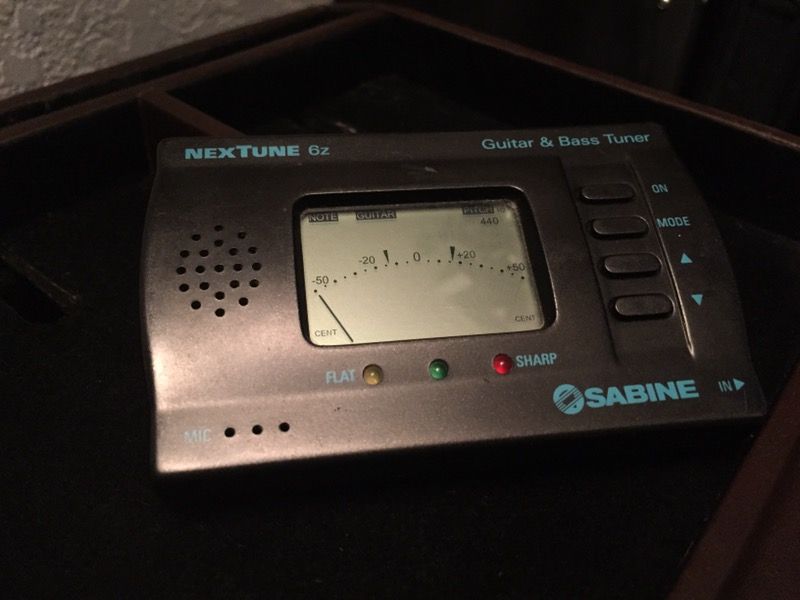 NEXTUNE 6z
Guitar & Bass Tuner
NOTE GUITAR PITCH Hz
440
-50 -20 0 +20 +50
CENT CENT
ON
MODE
▲
▼
FLAT SHARP
SABINE
IN ▶
MIC